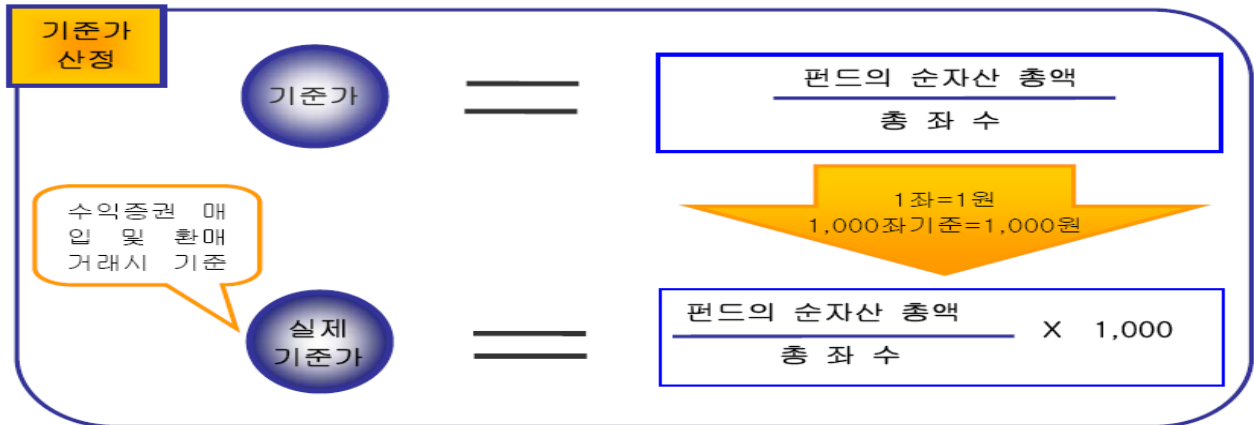 기준가
산정
기준가
펀드의 순자산 총액
총 좌 수
1좌=1원
1,000좌기준=1,000원
수익증권 매
입 및 환매
거래시 기준
실제
기준가
펀드의 순자산 총액
총 좌 수
X 1,000